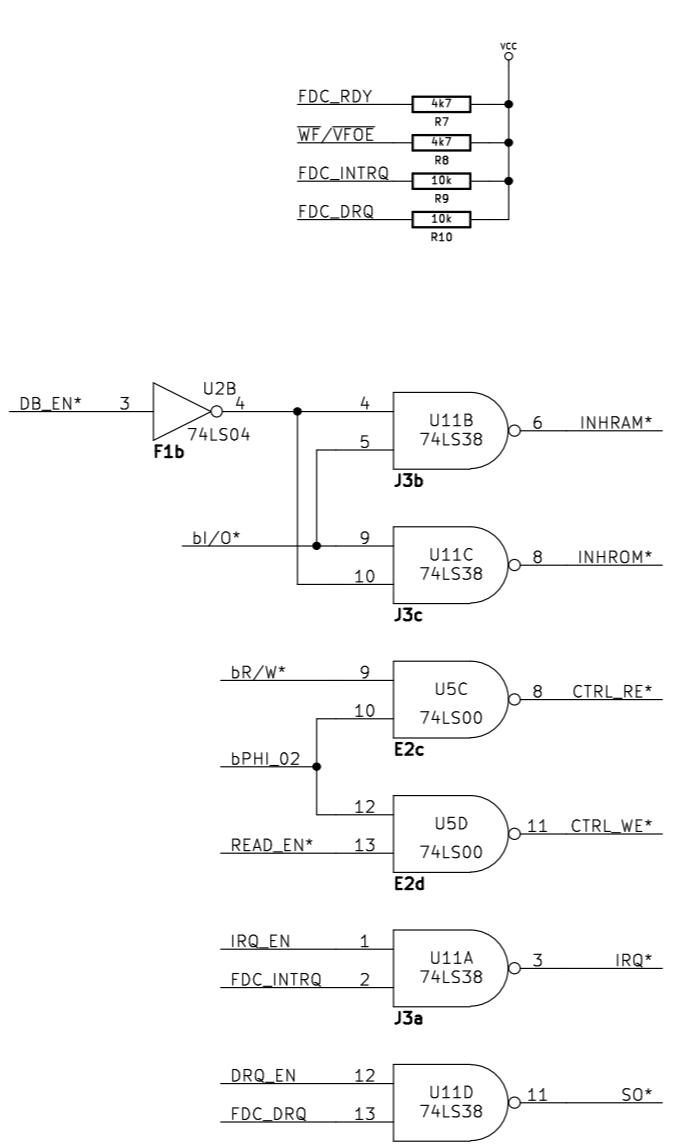 VCC
FDC_RDY 4k7
R7
WF/VFOE 4k7
R8
FDC_INTRQ 10k
R9
FDC_DRQ 10k
R10
U2B
DB_EN* 3 4
74LS04
F1b
4 U11B 6 INHRAM*
5 74LS38
J3b
bI/O* 9 U11C 8 INHROM*
10 74LS38
J3c
bR/W* 9 U5C 8 CTRL_RE*
10 74LS00
E2c
bPHI_02
12 U5D 11 CTRL_WE*
READ_EN* 13 74LS00
E2d
IRQ_EN 1 U11A 3 IRQ*
FDC_INTRQ 2 74LS38
J3a
DRQ_EN 12 U11D 11 SO*
FDC_DRQ 13 74LS38